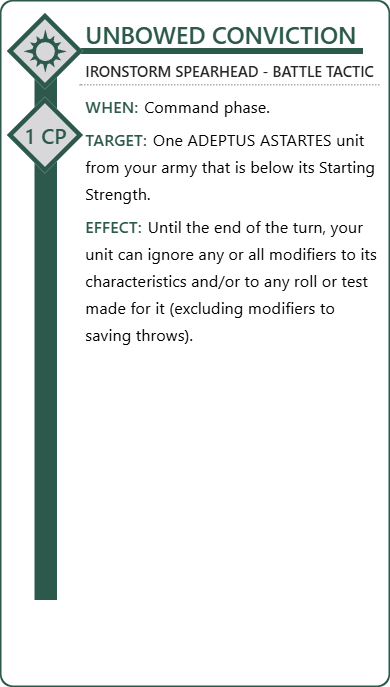 UNBOWED CONVICTION
IRONSTORM SPEARHEAD - BATTLE TACTIC
WHEN: Command phase.
1 CP
TARGET: One ADEPTUS ASTARTES unit
from your army that is below its Starting
Strength.
EFFECT: Until the end of the turn, your
unit can ignore any or all modifiers to its
characteristics and/or to any roll or test
made for it (excluding modifiers to
saving throws).